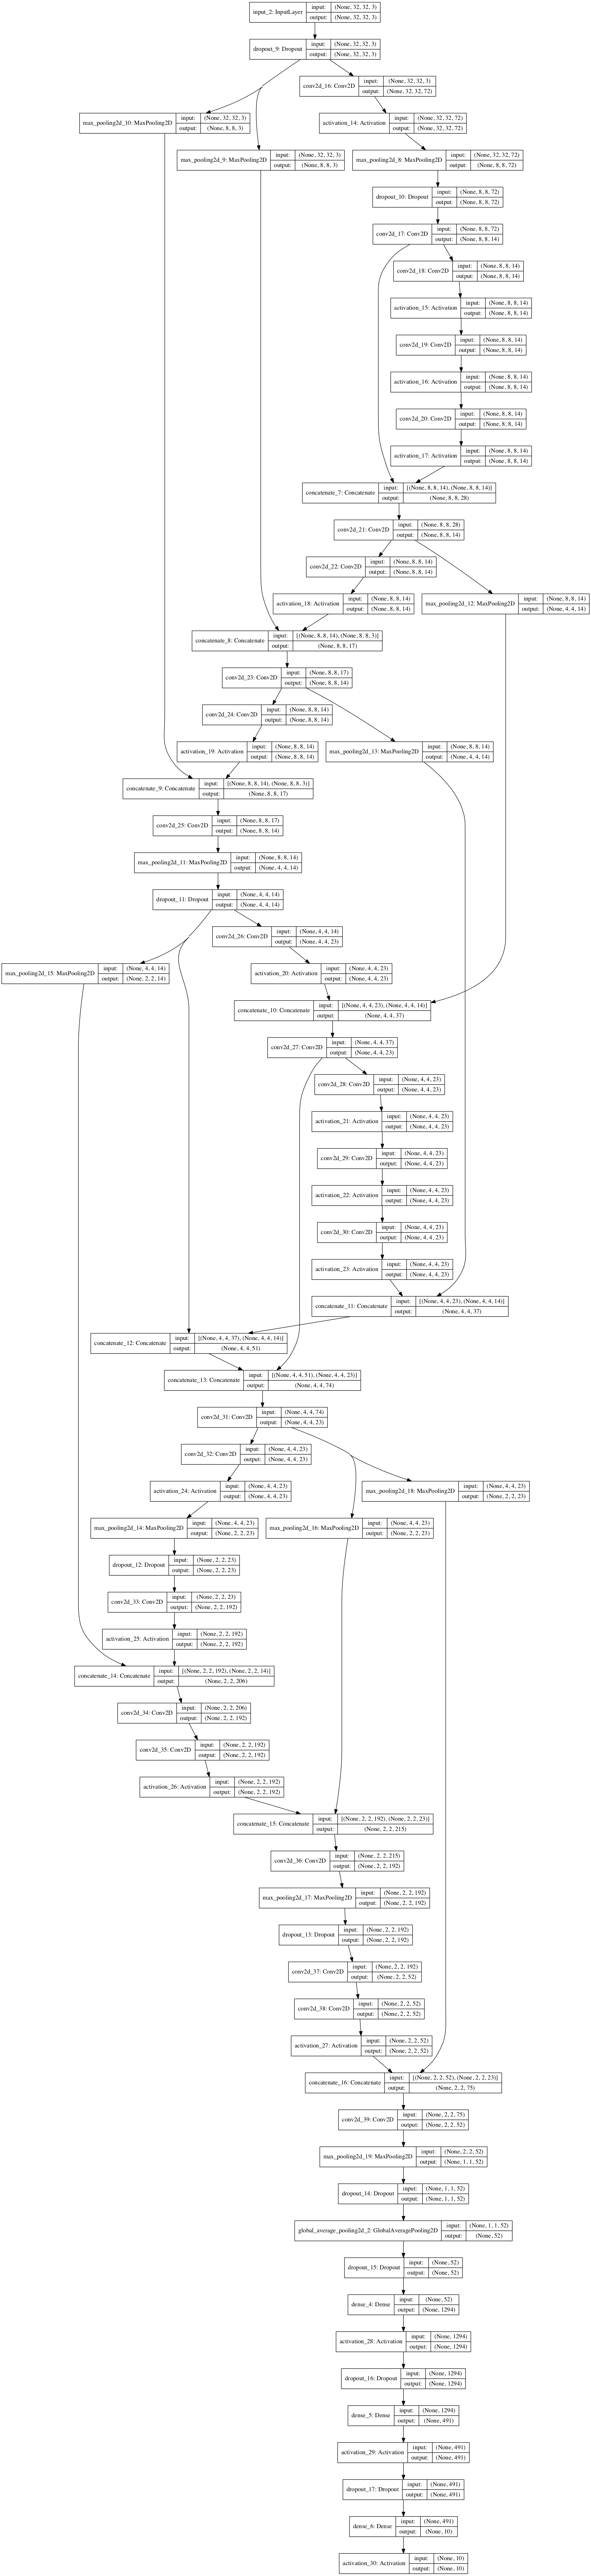 input_2: InputLayer
input: (None, 32, 32, 3)
output: (None, 32, 32, 3)
dropout_9: Dropout
input: (None, 32, 32, 3)
output: (None, 32, 32, 3)
conv2d_16: Conv2D
input: (None, 32, 32, 3)
output: (None, 32, 32, 72)
max_pooling2d_10: MaxPooling2D
input: (None, 32, 32, 3)
output: (None, 8, 8, 3)
activation_14: Activation
input: (None, 32, 32, 72)
output: (None, 32, 32, 72)
max_pooling2d_9: MaxPooling2D
input: (None, 32, 32, 3)
output: (None, 8, 8, 3)
max_pooling2d_8: MaxPooling2D
input: (None, 32, 32, 72)
output: (None, 8, 8, 72)
dropout_10: Dropout
input: (None, 8, 8, 72)
output: (None, 8, 8, 72)
conv2d_17: Conv2D
input: (None, 8, 8, 72)
output: (None, 8, 8, 14)
conv2d_18: Conv2D
input: (None, 8, 8, 14)
output: (None, 8, 8, 14)
activation_15: Activation
input: (None, 8, 8, 14)
output: (None, 8, 8, 14)
conv2d_19: Conv2D
input: (None, 8, 8, 14)
output: (None, 8, 8, 14)
activation_16: Activation
input: (None, 8, 8, 14)
output: (None, 8, 8, 14)
conv2d_20: Conv2D
input: (None, 8, 8, 14)
output: (None, 8, 8, 14)
activation_17: Activation
input: (None, 8, 8, 14)
output: (None, 8, 8, 14)
concatenate_7: Concatenate
input: [(None, 8, 8, 14), (None, 8, 8, 14)]
output: (None, 8, 8, 28)
conv2d_21: Conv2D
input: (None, 8, 8, 28)
output: (None, 8, 8, 14)
conv2d_22: Conv2D
input: (None, 8, 8, 14)
output: (None, 8, 8, 14)
activation_18: Activation
input: (None, 8, 8, 14)
output: (None, 8, 8, 14)
max_pooling2d_12: MaxPooling2D
input: (None, 8, 8, 14)
output: (None, 4, 4, 14)
concatenate_8: Concatenate
input: [(None, 8, 8, 14), (None, 8, 8, 3)]
output: (None, 8, 8, 17)
conv2d_23: Conv2D
input: (None, 8, 8, 17)
output: (None, 8, 8, 14)
conv2d_24: Conv2D
input: (None, 8, 8, 14)
output: (None, 8, 8, 14)
activation_19: Activation
input: (None, 8, 8, 14)
output: (None, 8, 8, 14)
max_pooling2d_13: MaxPooling2D
input: (None, 8, 8, 14)
output: (None, 4, 4, 14)
concatenate_9: Concatenate
input: [(None, 8, 8, 14), (None, 8, 8, 3)]
output: (None, 8, 8, 17)
conv2d_25: Conv2D
input: (None, 8, 8, 17)
output: (None, 8, 8, 14)
max_pooling2d_11: MaxPooling2D
input: (None, 8, 8, 14)
output: (None, 4, 4, 14)
dropout_11: Dropout
input: (None, 4, 4, 14)
output: (None, 4, 4, 14)
conv2d_26: Conv2D
input: (None, 4, 4, 14)
output: (None, 4, 4, 23)
max_pooling2d_15: MaxPooling2D
input: (None, 4, 4, 14)
output: (None, 2, 2, 14)
activation_20: Activation
input: (None, 4, 4, 23)
output: (None, 4, 4, 23)
concatenate_10: Concatenate
input: [(None, 4, 4, 23), (None, 4, 4, 14)]
output: (None, 4, 4, 37)
conv2d_27: Conv2D
input: (None, 4, 4, 37)
output: (None, 4, 4, 23)
conv2d_28: Conv2D
input: (None, 4, 4, 23)
output: (None, 4, 4, 23)
activation_21: Activation
input: (None, 4, 4, 23)
output: (None, 4, 4, 23)
conv2d_29: Conv2D
input: (None, 4, 4, 23)
output: (None, 4, 4, 23)
activation_22: Activation
input: (None, 4, 4, 23)
output: (None, 4, 4, 23)
conv2d_30: Conv2D
input: (None, 4, 4, 23)
output: (None, 4, 4, 23)
activation_23: Activation
input: (None, 4, 4, 23)
output: (None, 4, 4, 23)
concatenate_11: Concatenate
input: [(None, 4, 4, 23), (None, 4, 4, 14)]
output: (None, 4, 4, 37)
concatenate_12: Concatenate
input: [(None, 4, 4, 37), (None, 4, 4, 14)]
output: (None, 4, 4, 51)
concatenate_13: Concatenate
input: [(None, 4, 4, 51), (None, 4, 4, 23)]
output: (None, 4, 4, 74)
conv2d_31: Conv2D
input: (None, 4, 4, 74)
output: (None, 4, 4, 23)
conv2d_32: Conv2D
input: (None, 4, 4, 23)
output: (None, 4, 4, 23)
activation_24: Activation
input: (None, 4, 4, 23)
output: (None, 4, 4, 23)
max_pooling2d_18: MaxPooling2D
input: (None, 4, 4, 23)
output: (None, 2, 2, 23)
max_pooling2d_14: MaxPooling2D
input: (None, 4, 4, 23)
output: (None, 2, 2, 23)
max_pooling2d_16: MaxPooling2D
input: (None, 4, 4, 23)
output: (None, 2, 2, 23)
dropout_12: Dropout
input: (None, 2, 2, 23)
output: (None, 2, 2, 23)
conv2d_33: Conv2D
input: (None, 2, 2, 23)
output: (None, 2, 2, 192)
activation_25: Activation
input: (None, 2, 2, 192)
output: (None, 2, 2, 192)
concatenate_14: Concatenate
input: [(None, 2, 2, 192), (None, 2, 2, 14)]
output: (None, 2, 2, 206)
conv2d_34: Conv2D
input: (None, 2, 2, 206)
output: (None, 2, 2, 192)
conv2d_35: Conv2D
input: (None, 2, 2, 192)
output: (None, 2, 2, 192)
activation_26: Activation
input: (None, 2, 2, 192)
output: (None, 2, 2, 192)
concatenate_15: Concatenate
input: [(None, 2, 2, 192), (None, 2, 2, 23)]
output: (None, 2, 2, 215)
conv2d_36: Conv2D
input: (None, 2, 2, 215)
output: (None, 2, 2, 192)
max_pooling2d_17: MaxPooling2D
input: (None, 2, 2, 192)
output: (None, 2, 2, 192)
dropout_13: Dropout
input: (None, 2, 2, 192)
output: (None, 2, 2, 192)
conv2d_37: Conv2D
input: (None, 2, 2, 192)
output: (None, 2, 2, 52)
conv2d_38: Conv2D
input: (None, 2, 2, 52)
output: (None, 2, 2, 52)
activation_27: Activation
input: (None, 2, 2, 52)
output: (None, 2, 2, 52)
concatenate_16: Concatenate
input: [(None, 2, 2, 52), (None, 2, 2, 23)]
output: (None, 2, 2, 75)
conv2d_39: Conv2D
input: (None, 2, 2, 75)
output: (None, 2, 2, 52)
max_pooling2d_19: MaxPooling2D
input: (None, 2, 2, 52)
output: (None, 1, 1, 52)
dropout_14: Dropout
input: (None, 1, 1, 52)
output: (None, 1, 1, 52)
global_average_pooling2d_2: GlobalAveragePooling2D
input: (None, 1, 1, 52)
output: (None, 52)
dropout_15: Dropout
input: (None, 52)
output: (None, 52)
dense_4: Dense
input: (None, 52)
output: (None, 1294)
activation_28: Activation
input: (None, 1294)
output: (None, 1294)
dropout_16: Dropout
input: (None, 1294)
output: (None, 1294)
dense_5: Dense
input: (None, 1294)
output: (None, 491)
activation_29: Activation
input: (None, 491)
output: (None, 491)
dropout_17: Dropout
input: (None, 491)
output: (None, 491)
dense_6: Dense
input: (None, 491)
output: (None, 10)
activation_30: Activation
input: (None, 10)
output: (None, 10)